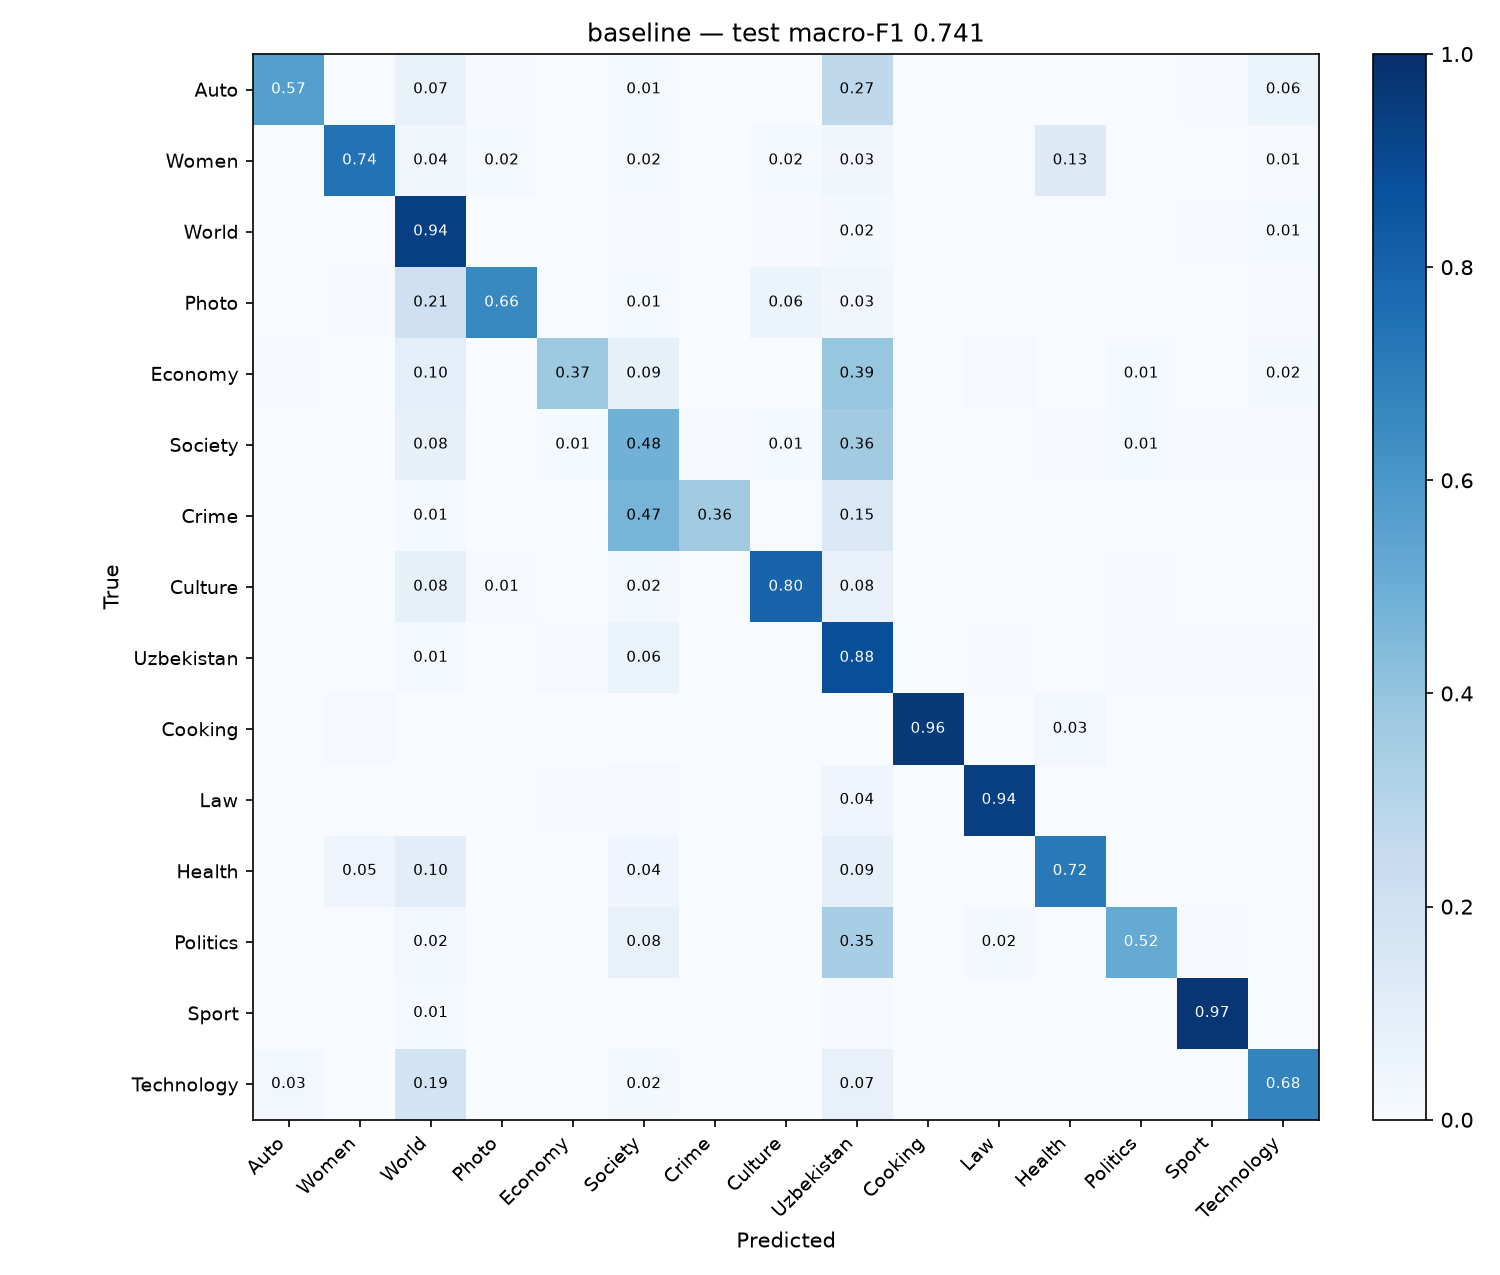 baseline — test macro-F1 0.741
Auto 0.57 0.07 0.01 0.27 0.06
Women 0.74 0.04 0.02 0.02 0.02 0.03 0.13 0.01
World 0.94 0.02 0.01
Photo 0.21 0.66 0.01 0.06 0.03
Economy 0.10 0.37 0.09 0.39 0.01 0.02
Society 0.08 0.01 0.48 0.01 0.36 0.01
Crime 0.01 0.47 0.36 0.15
Culture 0.08 0.01 0.02 0.80 0.08
Uzbekistan 0.01 0.06 0.88
Cooking 0.96 0.03
Law 0.04 0.94
Health 0.05 0.10 0.04 0.09 0.72
Politics 0.02 0.08 0.35 0.02 0.52
Sport 0.01 0.97
Technology 0.03 0.19 0.02 0.07 0.68
True
Auto Women World Photo Economy Society Crime Culture Uzbekistan Cooking Law Health Politics Sport Technology
Predicted
1.0
0.8
0.6
0.4
0.2
0.0